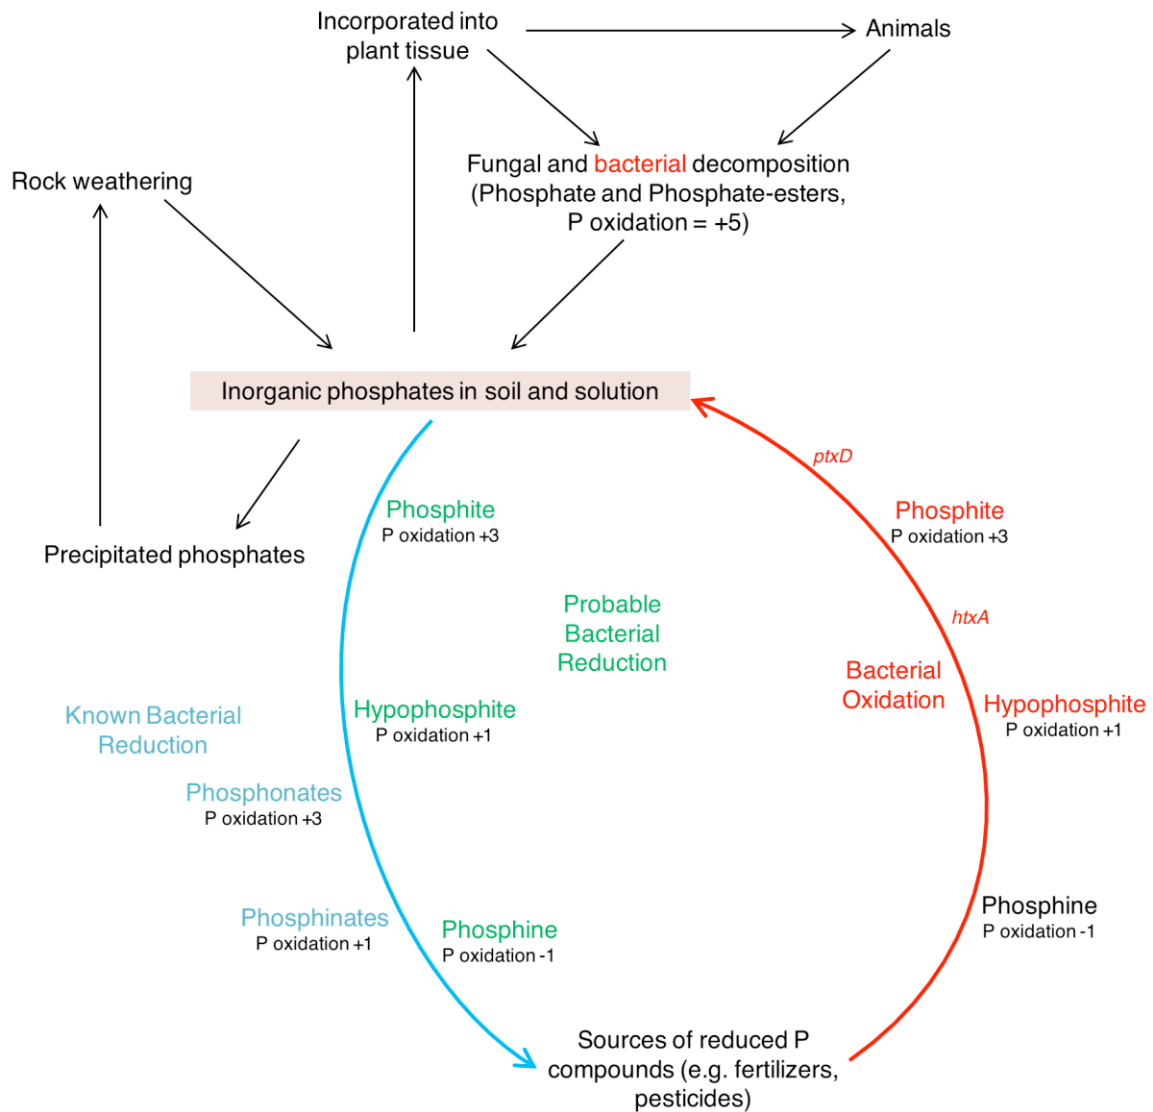 Incorporated into
plant tissue
Animals
Fungal and bacterial decomposition
(Phosphate and Phosphate-esters,
P oxidation = +5)
Rock weathering
Inorganic phosphates in soil and solution
Precipitated phosphates
Phosphite
P oxidation +3
ptxD
Phosphite
P oxidation +3
Probable
Bacterial
Reduction
htxA
Bacterial
Oxidation
Known Bacterial
Reduction
Hypophosphite
P oxidation +1
Hypophosphite
P oxidation +1
Phosphonates
P oxidation +3
Phosphinates
P oxidation +1
Phosphine
P oxidation -1
Phosphine
P oxidation -1
Sources of reduced P
compounds (e.g. fertilizers,
pesticides)